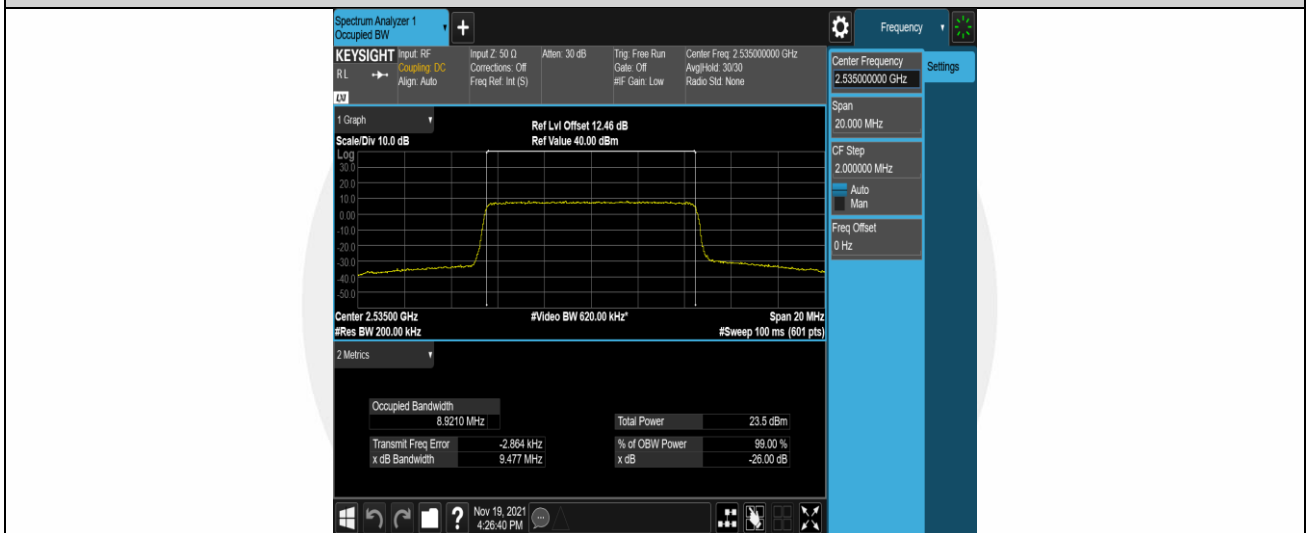 Spectrum Analyzer 1
Occupied BW
+
Frequency
KEYSIGHT
RL
LXI
Input: RF
Coupling: DC
Align: Auto
Input Z: 50 Ω
Corrections: Off
Freq Ref: Int (S)
Atten: 30 dB
Trig: Free Run
Gate: Off
#IF Gain: Low
Center Freq: 2.535000000 GHz
Avg|Hold: 30/30
Radio Std: None
Center Frequency
2.535000000 GHz
Settings
Span
20.000 MHz
CF Step
2.000000 MHz
Auto
Man
Freq Offset
0 Hz
1 Graph
Scale/Div 10.0 dB
Ref Lvl Offset 12.46 dB
Ref Value 40.00 dBm
Log
30.0
20.0
10.0
0.00
-10.0
-20.0
-30.0
-40.0
-50.0
Center 2.53500 GHz
#Video BW 620.00 kHz*
Span 20 MHz
#Res BW 200.00 kHz
#Sweep 100 ms (601 pts)
2 Metrics
Occupied Bandwidth
8.9210 MHz
Total Power 23.5 dBm
Transmit Freq Error -2.864 kHz
% of OBW Power 99.00 %
x dB Bandwidth 9.477 MHz
x dB -26.00 dB
?
Nov 19, 2021
4:26:40 PM